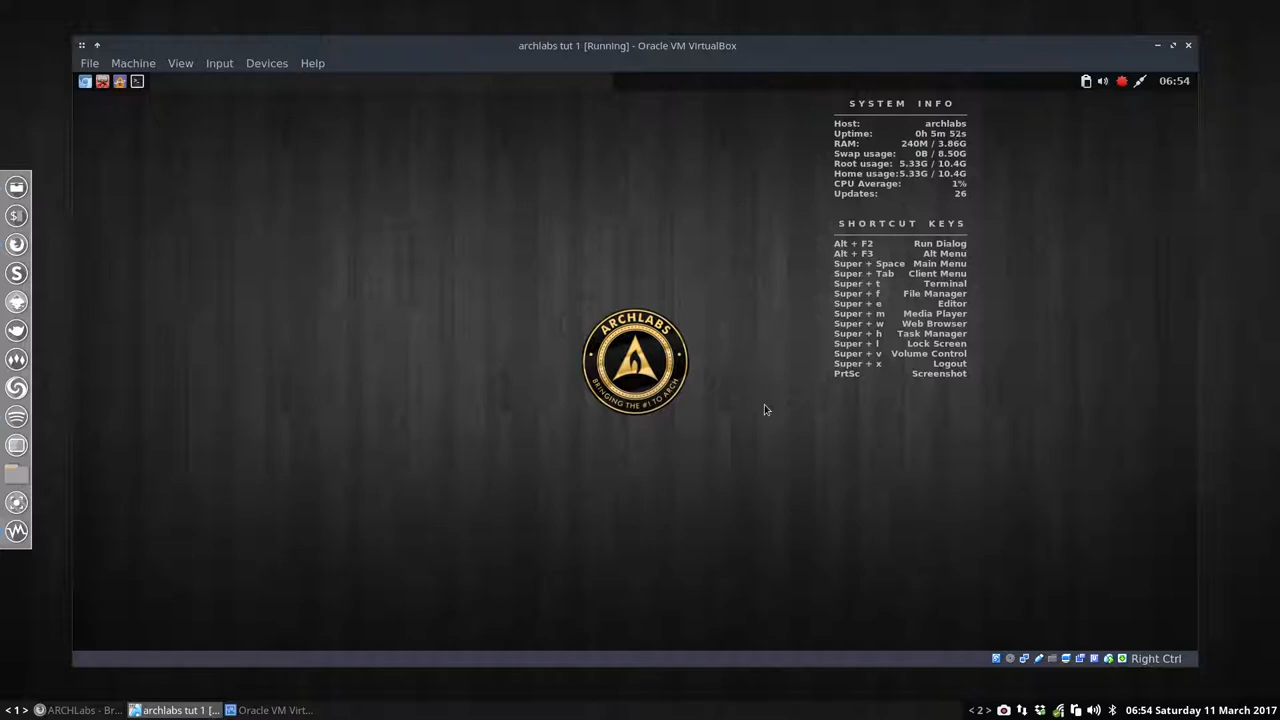 archlabs tut 1 [Running] - Oracle VM VirtualBox
File Machine View Input Devices Help
06:54
SYSTEM INFO
Host: archlabs
Uptime: 0h 5m 52s
RAM: 240M / 3.86G
Swap usage: 0B / 8.50G
Root usage: 5.33G / 10.4G
Home usage:5.33G / 10.4G
CPU Average: 1%
Updates: 26
SHORTCUT KEYS
Alt + F2 Run Dialog
Alt + F3 Alt Menu
Super + Space Main Menu
Super + Tab Client Menu
Super + t Terminal
Super + f File Manager
Super + e Editor
Super + m Media Player
Super + w Web Browser
Super + h Task Manager
Super + l Lock Screen
Super + v Volume Control
Super + x Logout
PrtSc Screenshot
ARCHLABS
BRINGING THE #! TO ARCH
Right Ctrl
< 1 > ARCHLabs - Br... archlabs tut 1 [... Oracle VM Virt... < 2 > 06:54 Saturday 11 March 2017